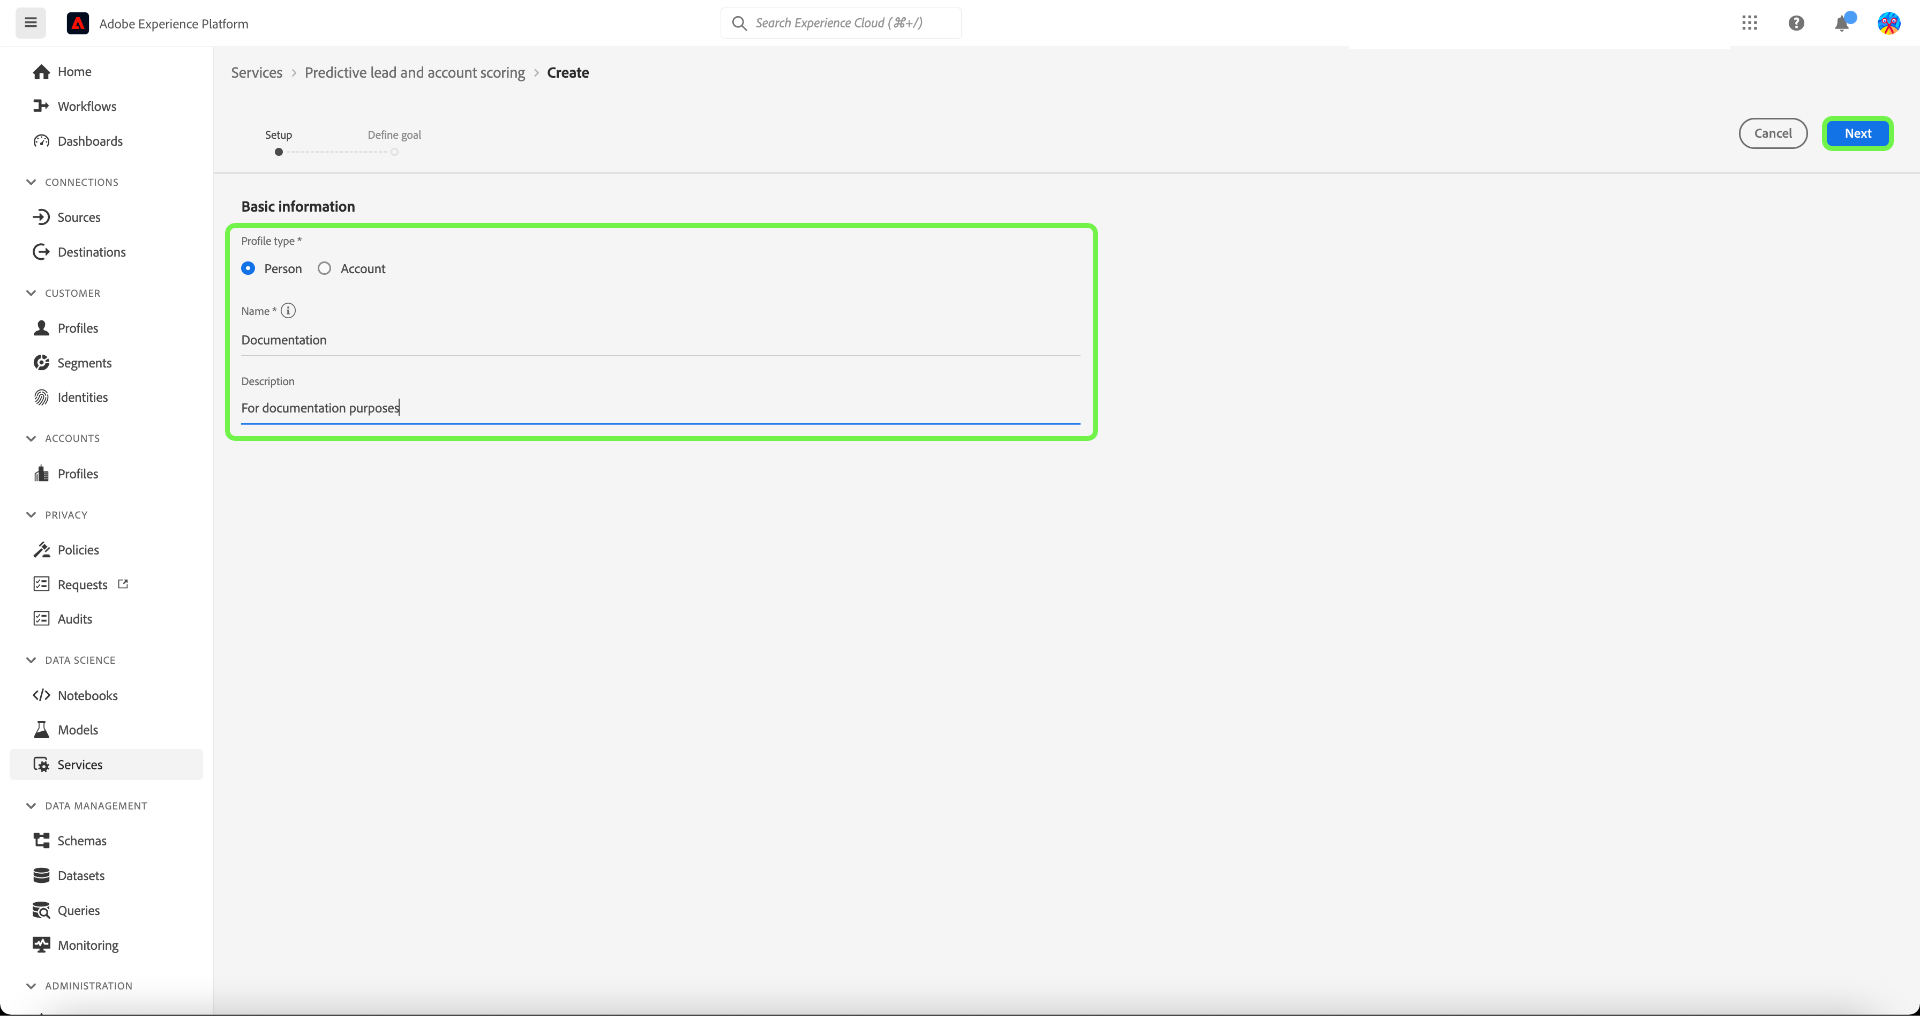 Adobe Experience Platform
Search Experience Cloud (⌘+/)
Home
Workflows
Dashboards
CONNECTIONS
Sources
Destinations
CUSTOMER
Profiles
Segments
Identities
ACCOUNTS
Profiles
PRIVACY
Policies
Requests
Audits
DATA SCIENCE
Notebooks
Models
Services
DATA MANAGEMENT
Schemas
Datasets
Queries
Monitoring
ADMINISTRATION
Services > Predictive lead and account scoring > Create
Setup Define goal
Cancel Next
Basic information
Profile type *
Person Account
Name *
Documentation
Description
For documentation purposes